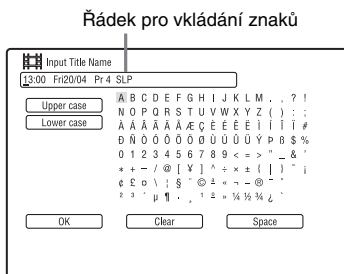 Řádek pro vkládání znaků
Input Title Name
13:00 Fri20/04 Pr 4 SLP
Upper case
Lower case
A B C D E F G H I J K L M . , ? !
N O P Q R S T U V W X Y Z ( ) : ;
À Á Â Ã Ä Å Æ Ç È É Ê Ë Ì Í Î Ï #
Ð Ñ Ò Ó Ô Õ Ö Ø Ù Ú Û Ü Ý Þ ß $ %
0 1 2 3 4 5 6 7 8 9 < = > " _ & '
* + – / @ [ ¥ ] ^ ÷ × ± { | } ~ ¡
¢ £ ¤ \ ¦ § ¨ © ª « ¬ – ® ¯ °
² ³ ´ µ ¶ · ¸ ¹ º » ¼ ½ ¾ ¿ `
OK Clear Space